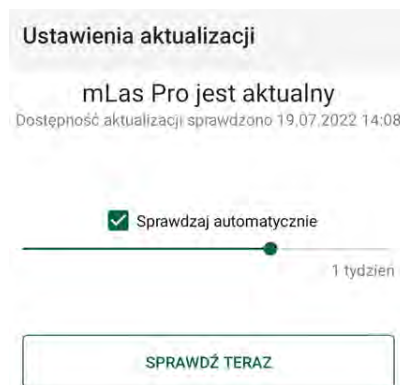 Ustawienia aktualizacji
mLas Pro jest aktualny
Dostępność aktualizacji sprawdzono 19.07.2022 14:08
Sprawdzaj automatycznie
1 tydzien
SPRAWDŹ TERAZ